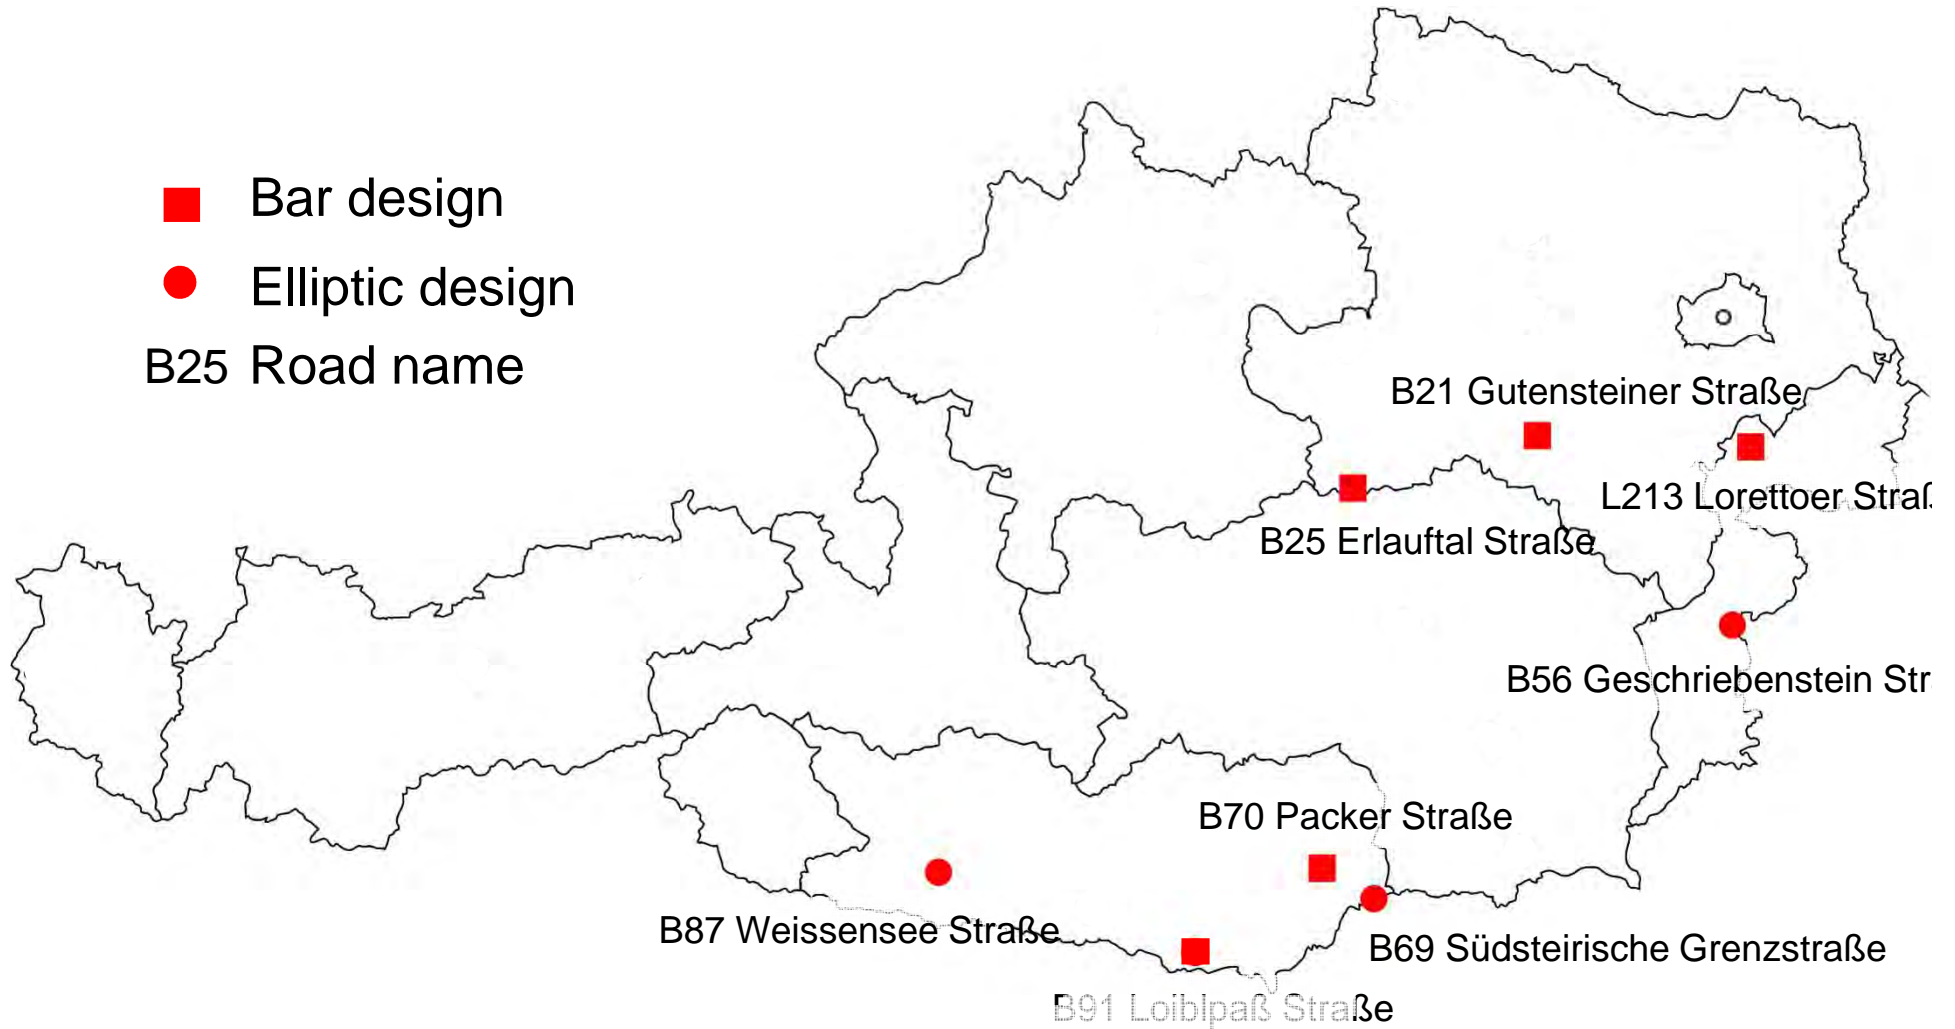 Bar design
Elliptic design
B25 Road name
B21 Gutensteiner Straße
L213 Lorettoer Straß
B25 Erlauftal Straße
B56 Geschriebenstein Str
B70 Packer Straße
B87 Weissensee Straße
B69 Südsteirische Grenzstraße
B91 Loiblpaß Straße